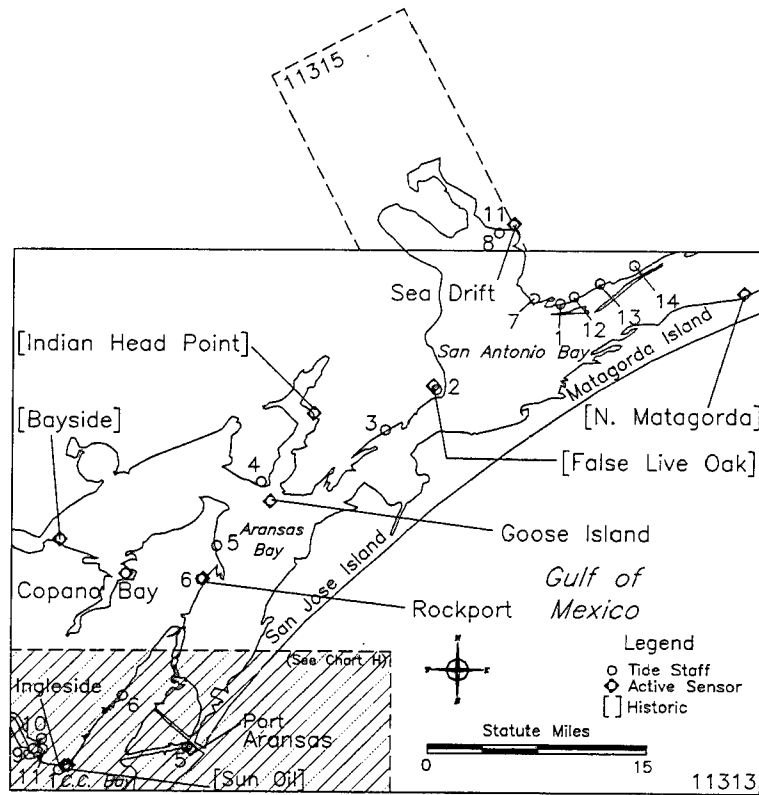 11315
11
8
Sea Drift
7
1
12
13
14
San Antonio Bay
Matagorda Island
[Indian Head Point]
2
[N. Matagorda]
[Bayside]
3
[False Live Oak]
4
Aransas
Bay
Goose Island
5
San Jose Island
Gulf of
Mexico
Copano Bay
6
Rockport
N
E
S
Legend
Tide Staff
Active Sensor
[ ] Historic
(See Chart H)
Ingleside
6
Port
Aransas
Statute Miles
0
15
10
9
5
11
C.C. Bay
[Sun Oil]
11313